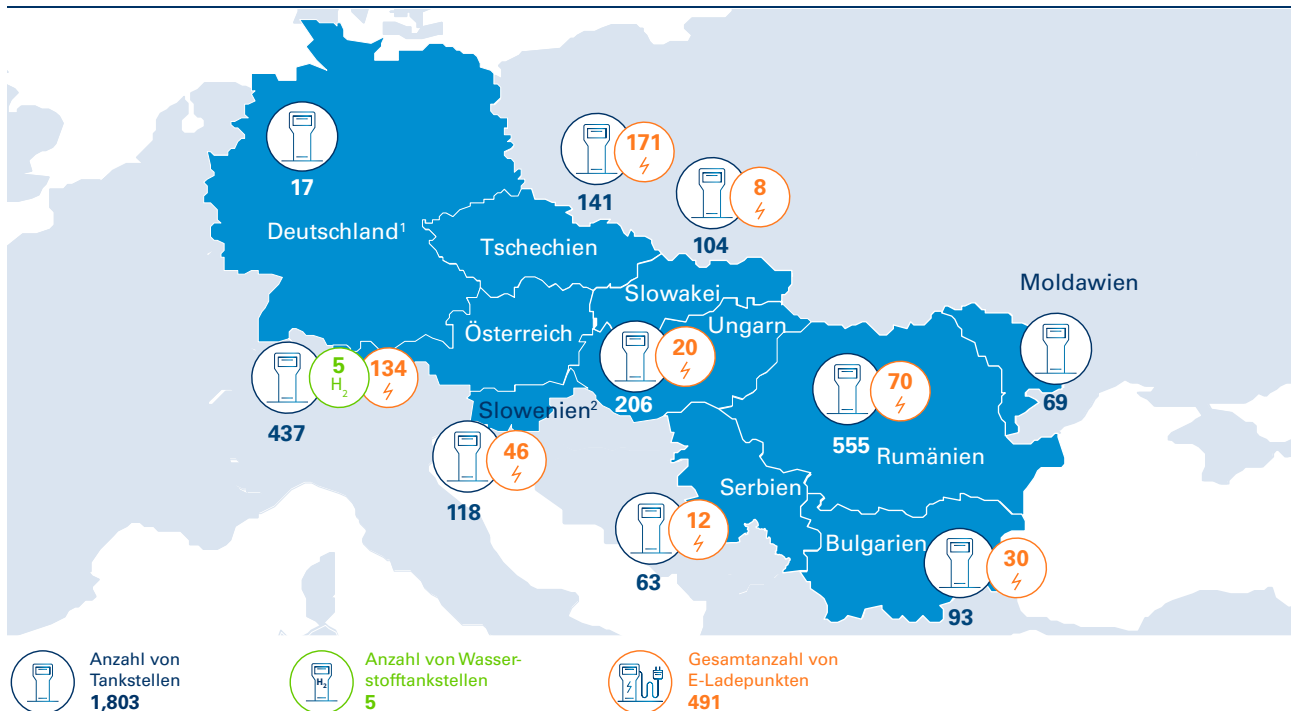 17
Deutschland¹
171
141
8
104
Tschechien
Slowakei
Moldawien
Österreich
Ungarn
5
H₂
134
437
20
206
70
555
Rumänien
69
Slowenien²
46
118
Serbien
12
63
Bulgarien
30
93
Anzahl von
Tankstellen
1,803
H₂
Anzahl von Wasser-
stofftankstellen
5
Gesamtanzahl von
E-Ladepunkten
491